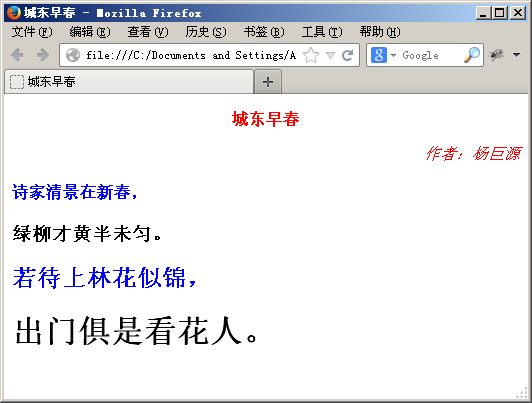 城东早春 - Mozilla Firefox
文件(F) 编辑(E) 查看(V) 历史(S) 书签(B) 工具(T) 帮助(H)
file:///C:/Documents and Settings/A Google
城东早春
城东早春
作者：杨巨源
诗家清景在新春，
绿柳才黄半未匀。
若待上林花似锦，
出门俱是看花人。